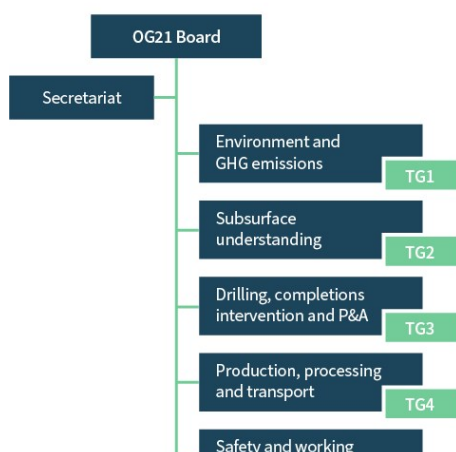 OG21 Board
Secretariat
Environment and
GHG emissions
TG1
Subsurface
understanding
TG2
Drilling, completions
intervention and P&A
TG3
Production, processing
and transport
TG4
Safety and working